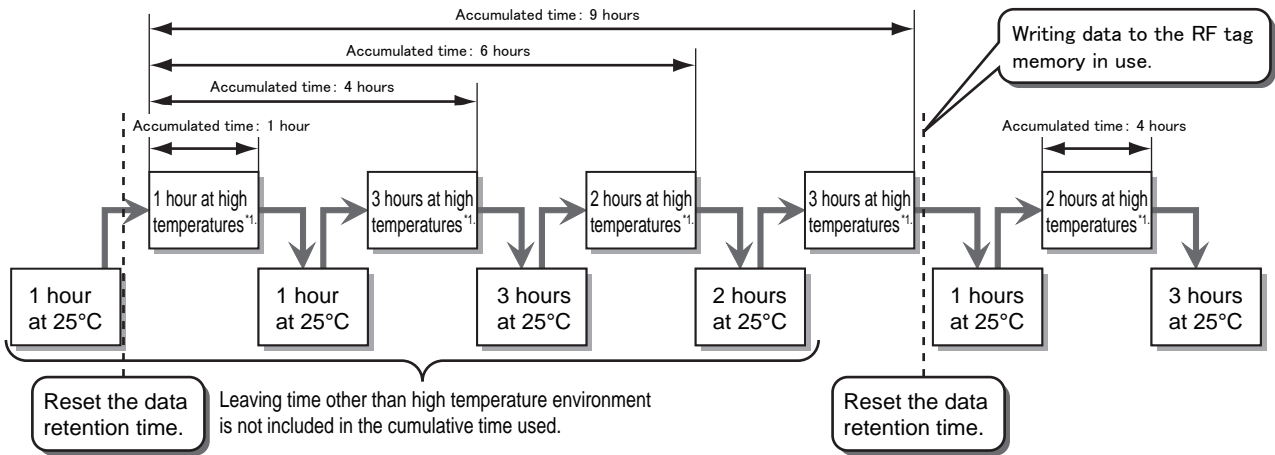 Accumulated time: 9 hours
Accumulated time: 6 hours
Accumulated time: 4 hours
Accumulated time: 1 hour
Writing data to the RF tag
memory in use.
Accumulated time: 4 hours
1 hour at high
temperatures*1.
3 hours at high
temperatures*1.
2 hours at high
temperatures*1.
3 hours at high
temperatures*1.
2 hours at high
temperatures*1.
1 hour
at 25°C
1 hour
at 25°C
3 hours
at 25°C
2 hours
at 25°C
1 hours
at 25°C
3 hours
at 25°C
Reset the data
retention time.
Leaving time other than high temperature environment
is not included in the cumulative time used.
Reset the data
retention time.